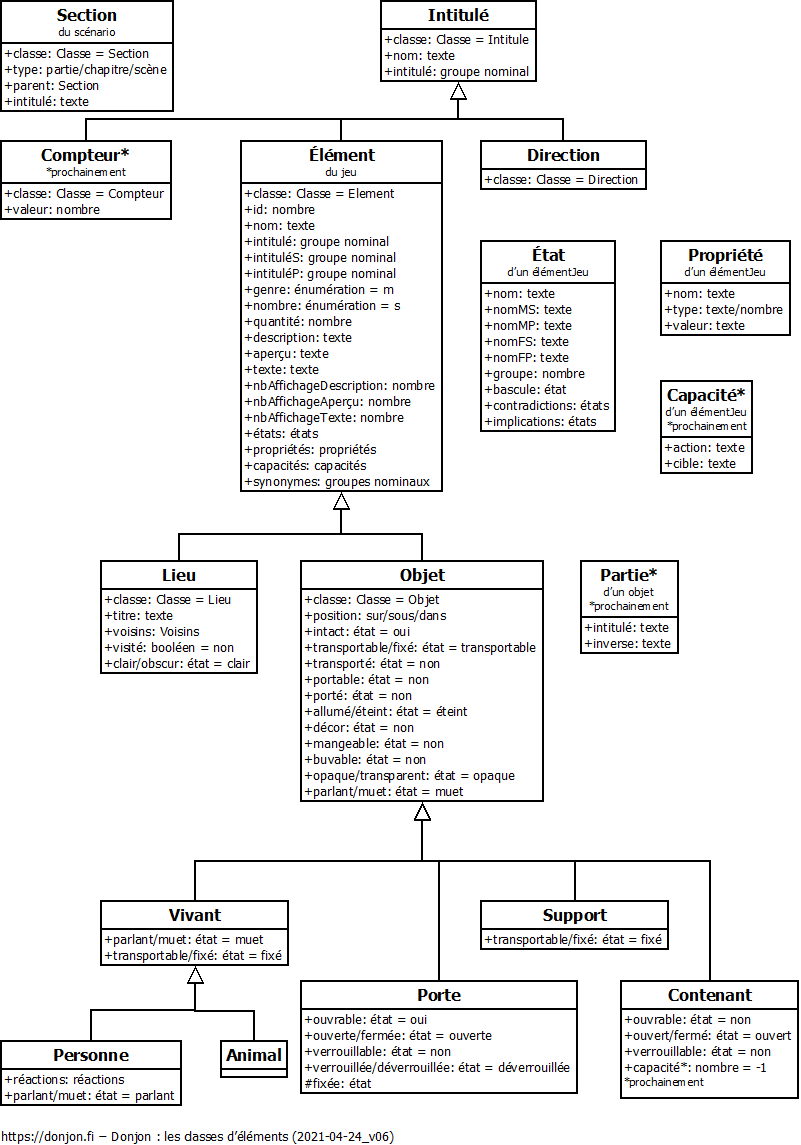 Section
du scénario
+classe: Classe = Section
+type: partie/chapitre/scène
+parent: Section
+intitulé: texte
Intitulé
+classe: Classe = Intitule
+nom: texte
+intitulé: groupe nominal
Compteur*
*prochainement
+classe: Classe = Compteur
+valeur: nombre
Élément
du jeu
+classe: Classe = Element
+id: nombre
+nom: texte
+intitulé: groupe nominal
+intituléS: groupe nominal
+intituléP: groupe nominal
+genre: énumération = m
+nombre: énumération = s
+quantité: nombre
+description: texte
+aperçu: texte
+texte: texte
+nbAffichageDescription: nombre
+nbAffichageAperçu: nombre
+nbAffichageTexte: nombre
+états: états
+propriétés: propriétés
+capacités: capacités
+synonymes: groupes nominaux
Direction
+classe: Classe = Direction
État
d'un élémentJeu
+nom: texte
+nomMS: texte
+nomMP: texte
+nomFS: texte
+nomFP: texte
+groupe: nombre
+bascule: état
+contradictions: états
+implications: états
Propriété
d'un élémentJeu
+nom: texte
+type: texte/nombre
+valeur: texte
Capacité*
d'un élémentJeu
*prochainement
+action: texte
+cible: texte
Lieu
+classe: Classe = Lieu
+titre: texte
+voisins: Voisins
+visité: booléen = non
+clair/obscur: état = clair
Objet
+classe: Classe = Objet
+position: sur/sous/dans
+intact: état = oui
+transportable/fixé: état = transportable
+transporté: état = non
+portable: état = non
+porté: état = non
+allumé/éteint: état = éteint
+décor: état = non
+mangeable: état = non
+buvable: état = non
+opaque/transparent: état = opaque
+parlant/muet: état = muet
Partie*
d'un objet
*prochainement
+intitulé: texte
+inverse: texte
Vivant
+parlant/muet: état = muet
+transportable/fixé: état = fixé
Support
+transportable/fixé: état = fixé
Personne
+réactions: réactions
+parlant/muet: état = parlant
Animal
Porte
+ouvrable: état = oui
+ouverte/fermée: état = ouverte
+verrouillable: état = non
+verrouillée/déverrouillée: état = déverrouillée
#fixée: état
Contenant
+ouvrable: état = non
+ouvert/fermé: état = ouvert
+verrouillable: état = non
+capacité*: nombre = -1
*prochainement
https://donjon.fi – Donjon : les classes d'éléments (2021-04-24_v06)